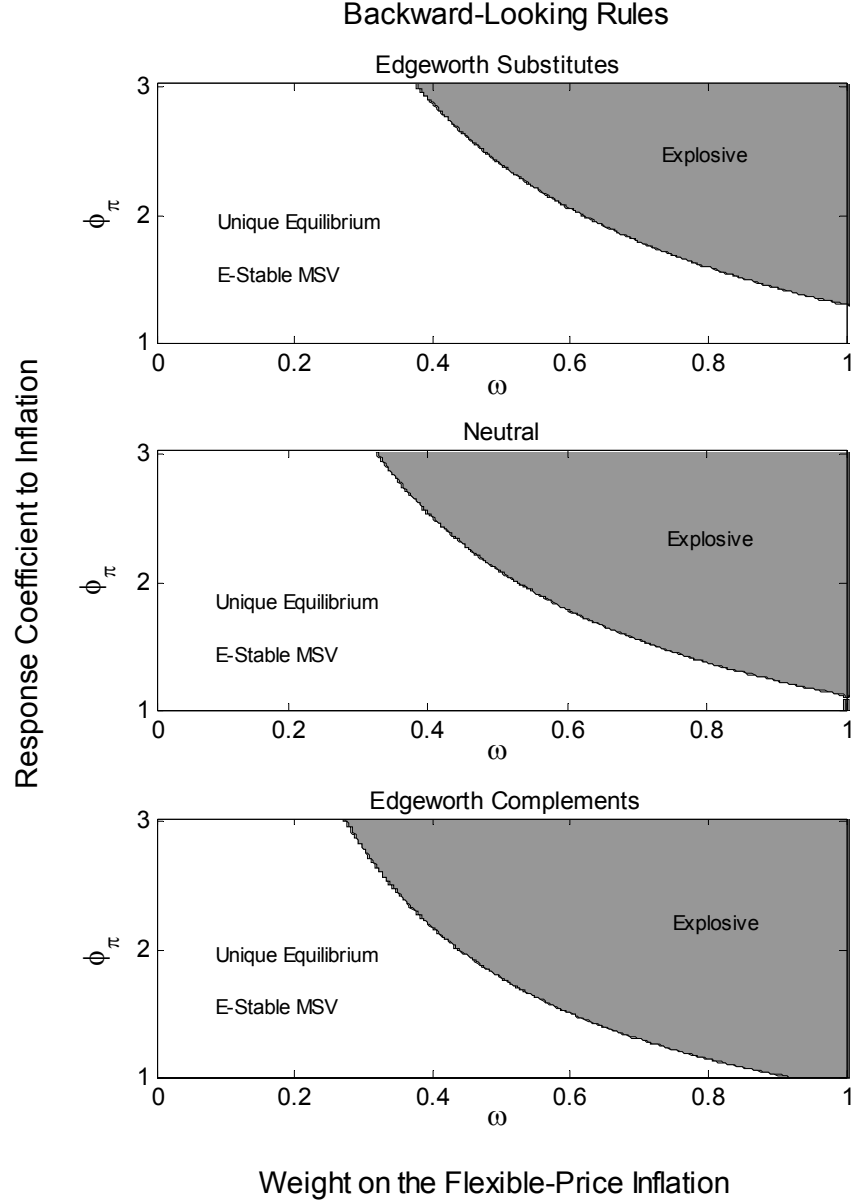 Backward-Looking Rules
Edgeworth Substitutes
3
Explosive
2
ϕπ
Unique Equilibrium
E-Stable MSV
1
0 0.2 0.4 0.6 0.8 1
ω
Neutral
3
Explosive
2
ϕπ
Unique Equilibrium
E-Stable MSV
1
0 0.2 0.4 0.6 0.8 1
ω
Response Coefficient to Inflation
Edgeworth Complements
3
Explosive
2
ϕπ
Unique Equilibrium
E-Stable MSV
1
0 0.2 0.4 0.6 0.8 1
ω
Weight on the Flexible-Price Inflation